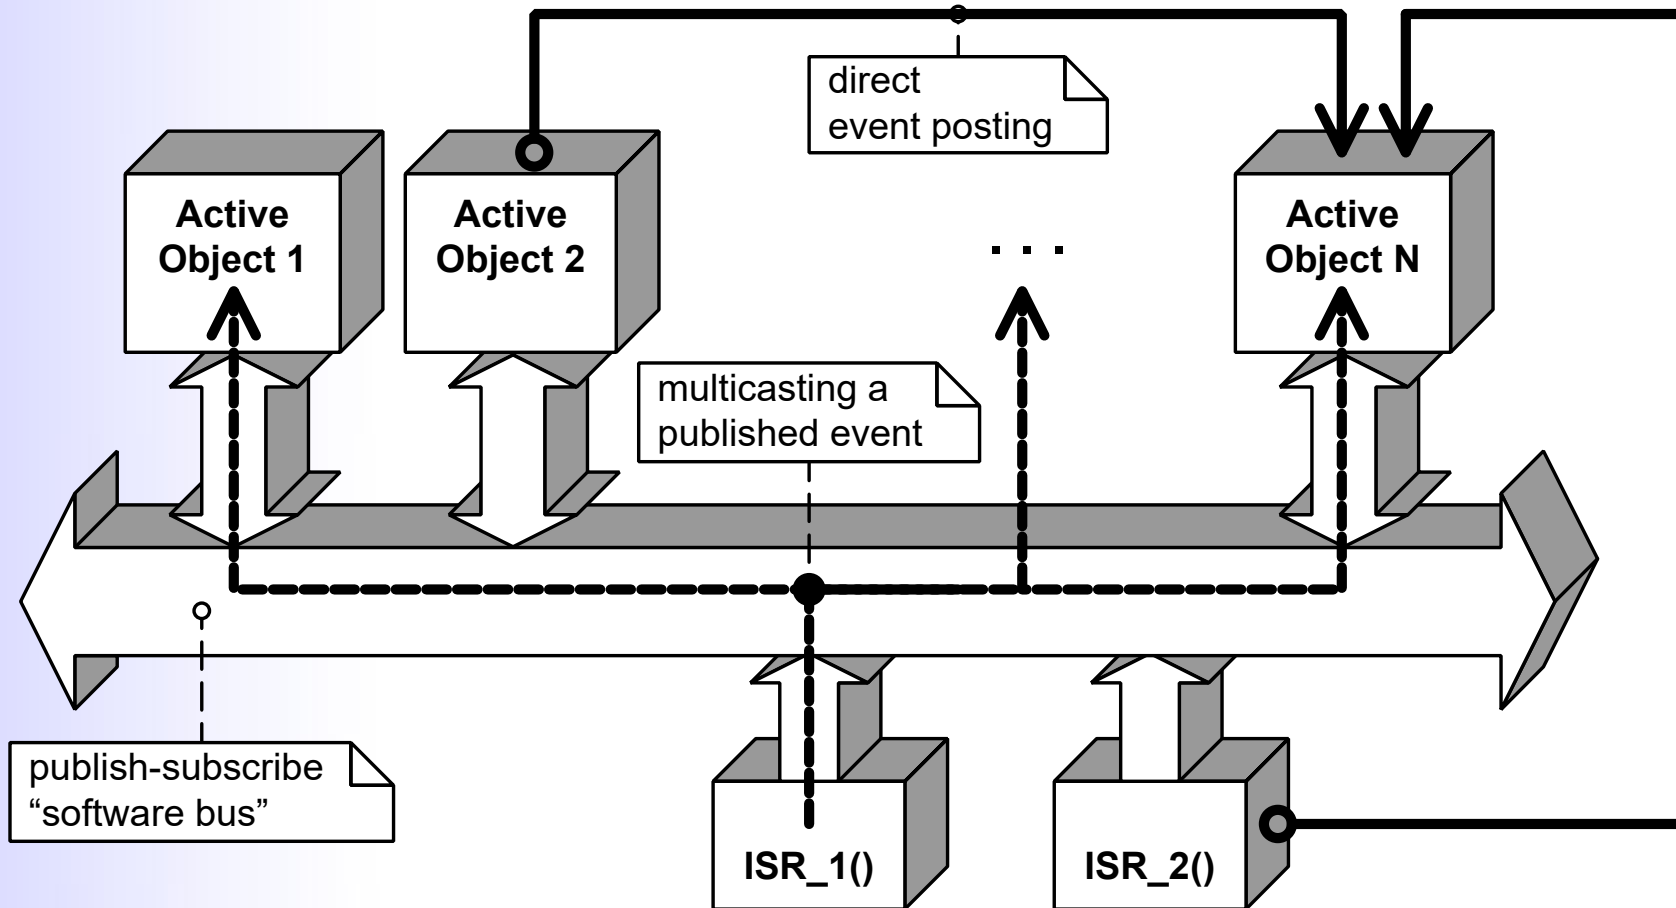 direct
event posting
Active
Object 1
Active
Object 2
. . .
Active
Object N
multicasting a
published event
publish-subscribe
“software bus”
ISR_1()
ISR_2()